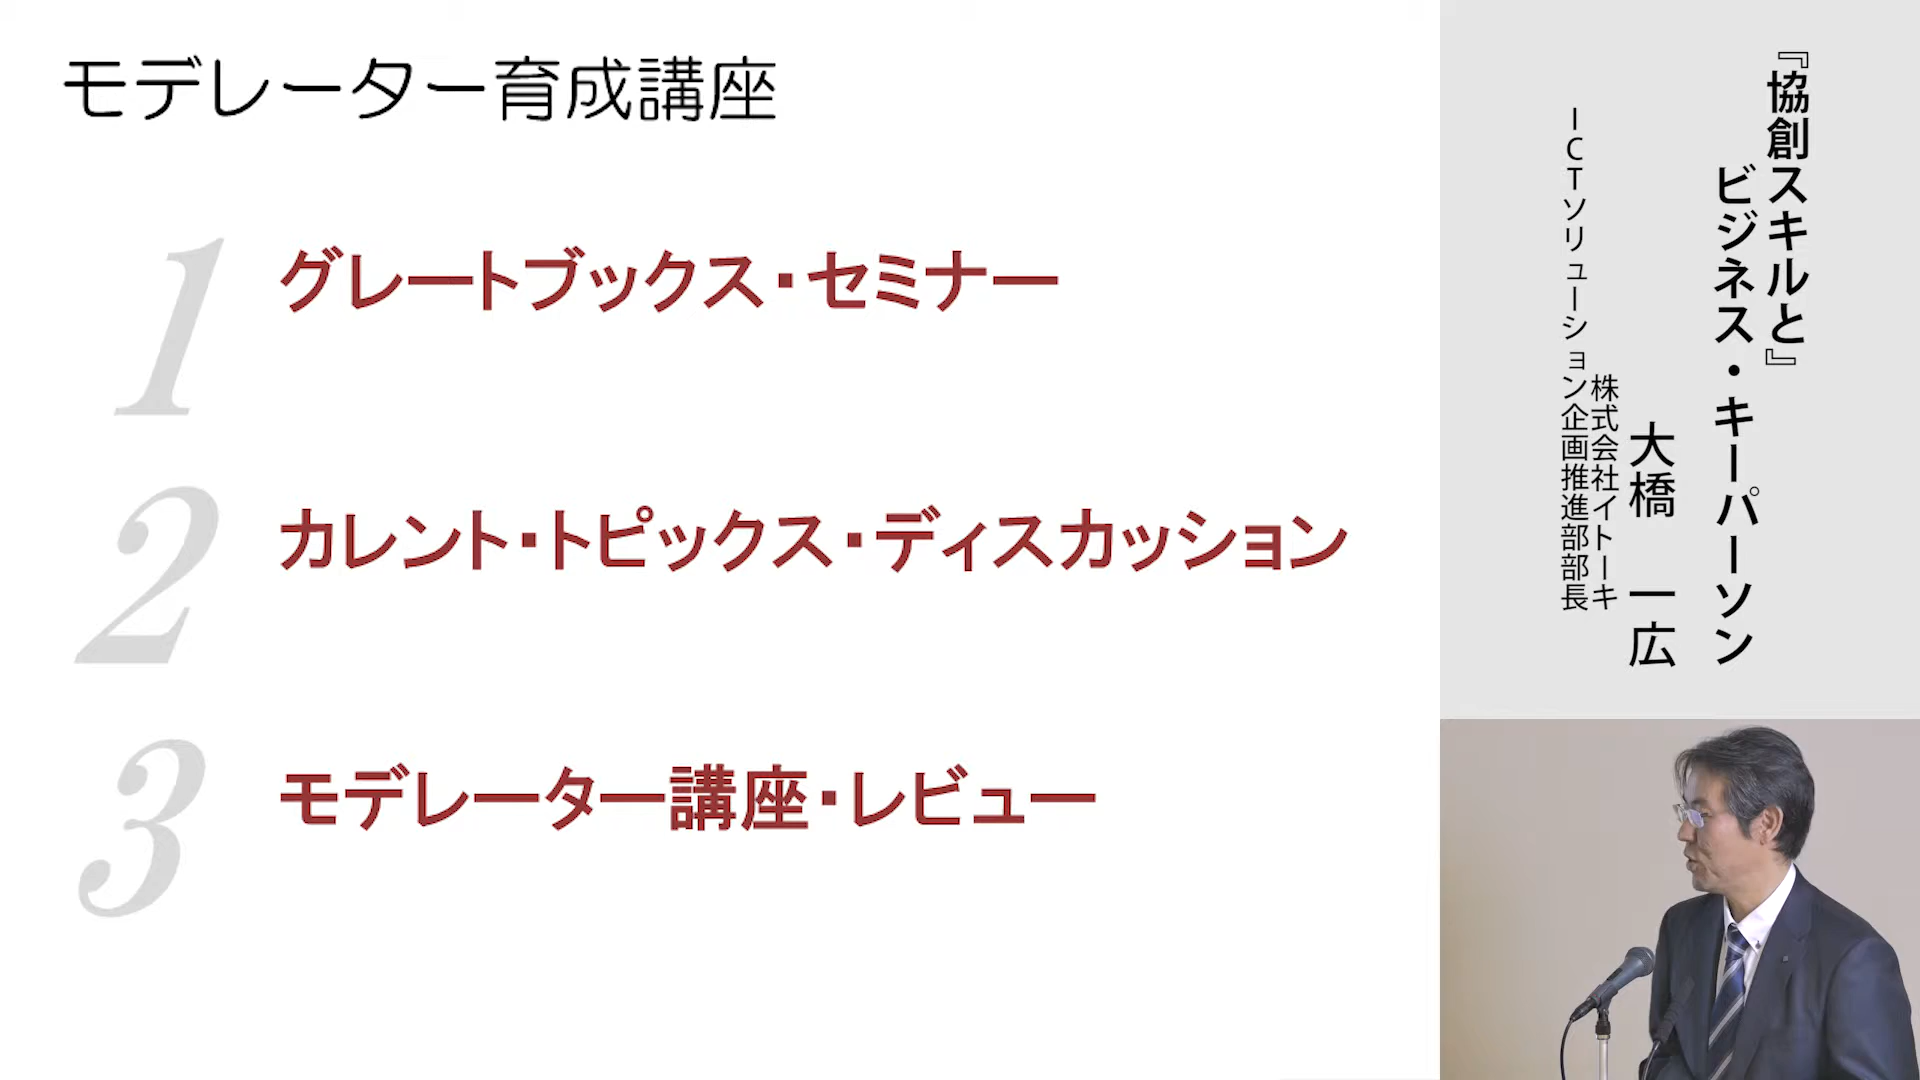 モデレーター育成講座
1
グレートブックス・セミナー
2
カレント・トピックス・ディスカッション
3
モデレーター講座・レビュー
『協創スキルと』
ビジネス・キーパーソン
大橋 一広
株式会社イトーキ
ICTソリューション企画推進部部長